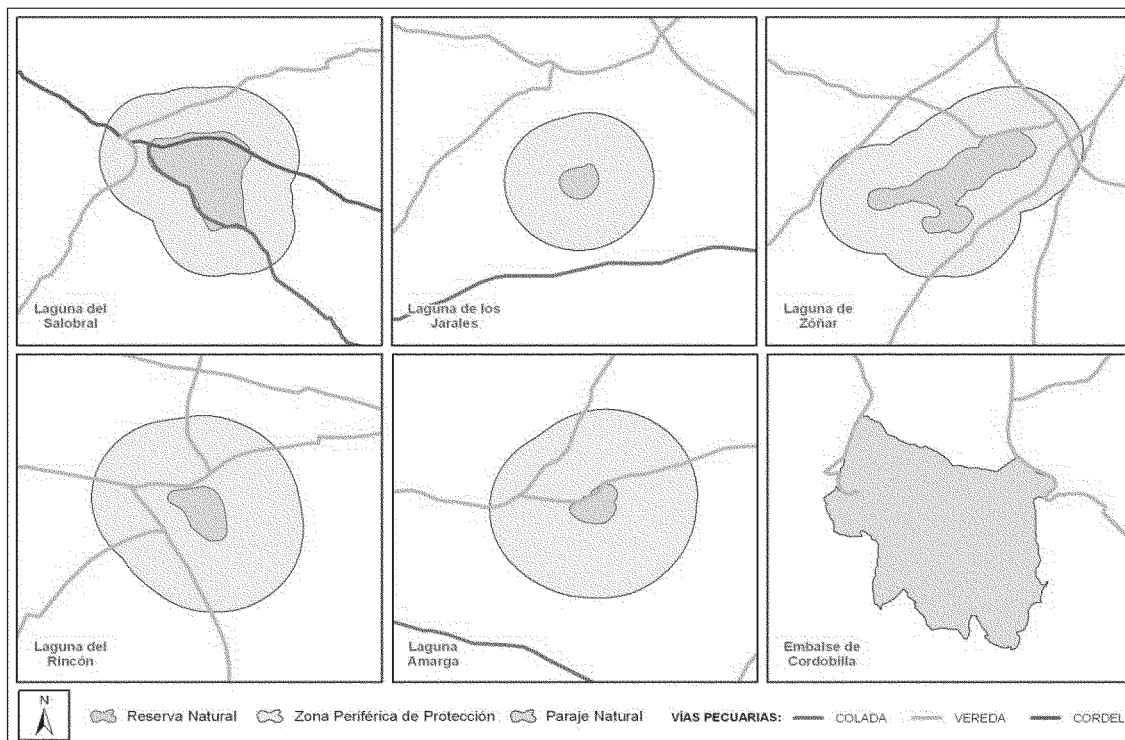 Laguna del
Salobral
Laguna de los
Jarales
Laguna de
Zóñar
Laguna del
Rincón
Laguna
Amarga
Embalse de
Cordobilla
N
Reserva Natural
Zona Periférica de Protección
Paraje Natural
VÍAS PECUARIAS:
COLADA
VEREDA
CORDEL